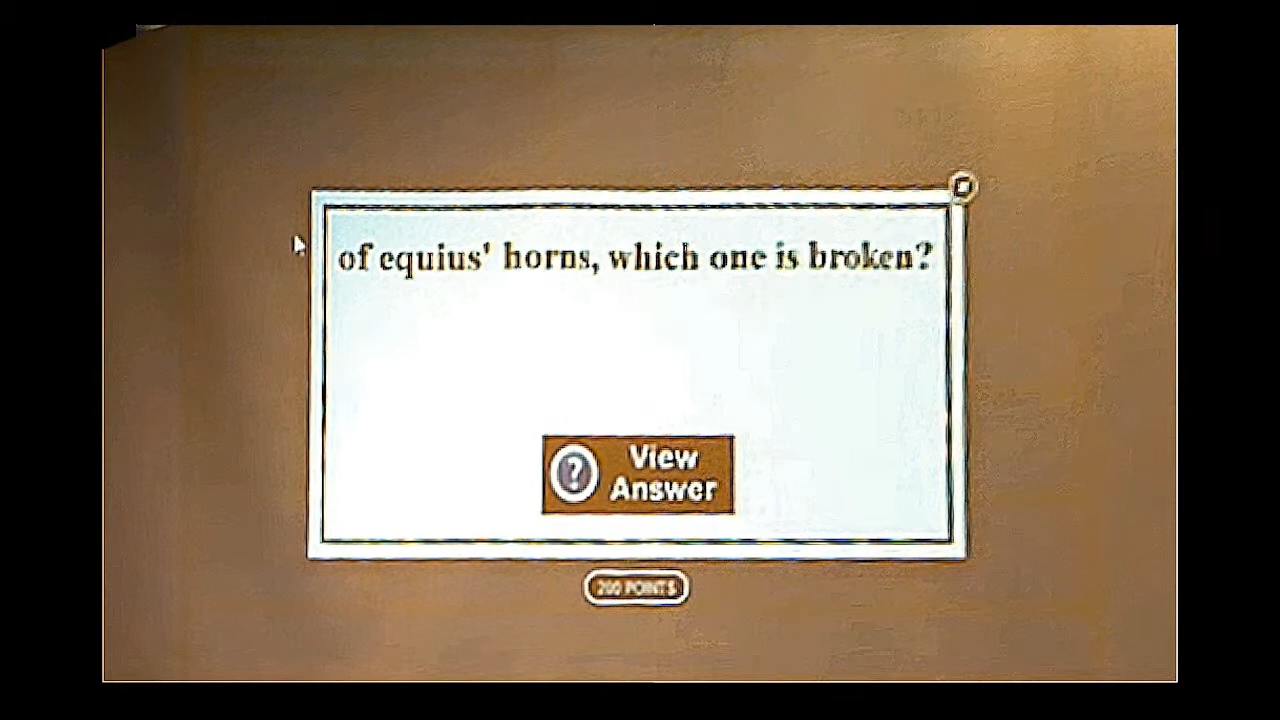 of equius' horns, which one is broken?
View
Answer
200 POINTS